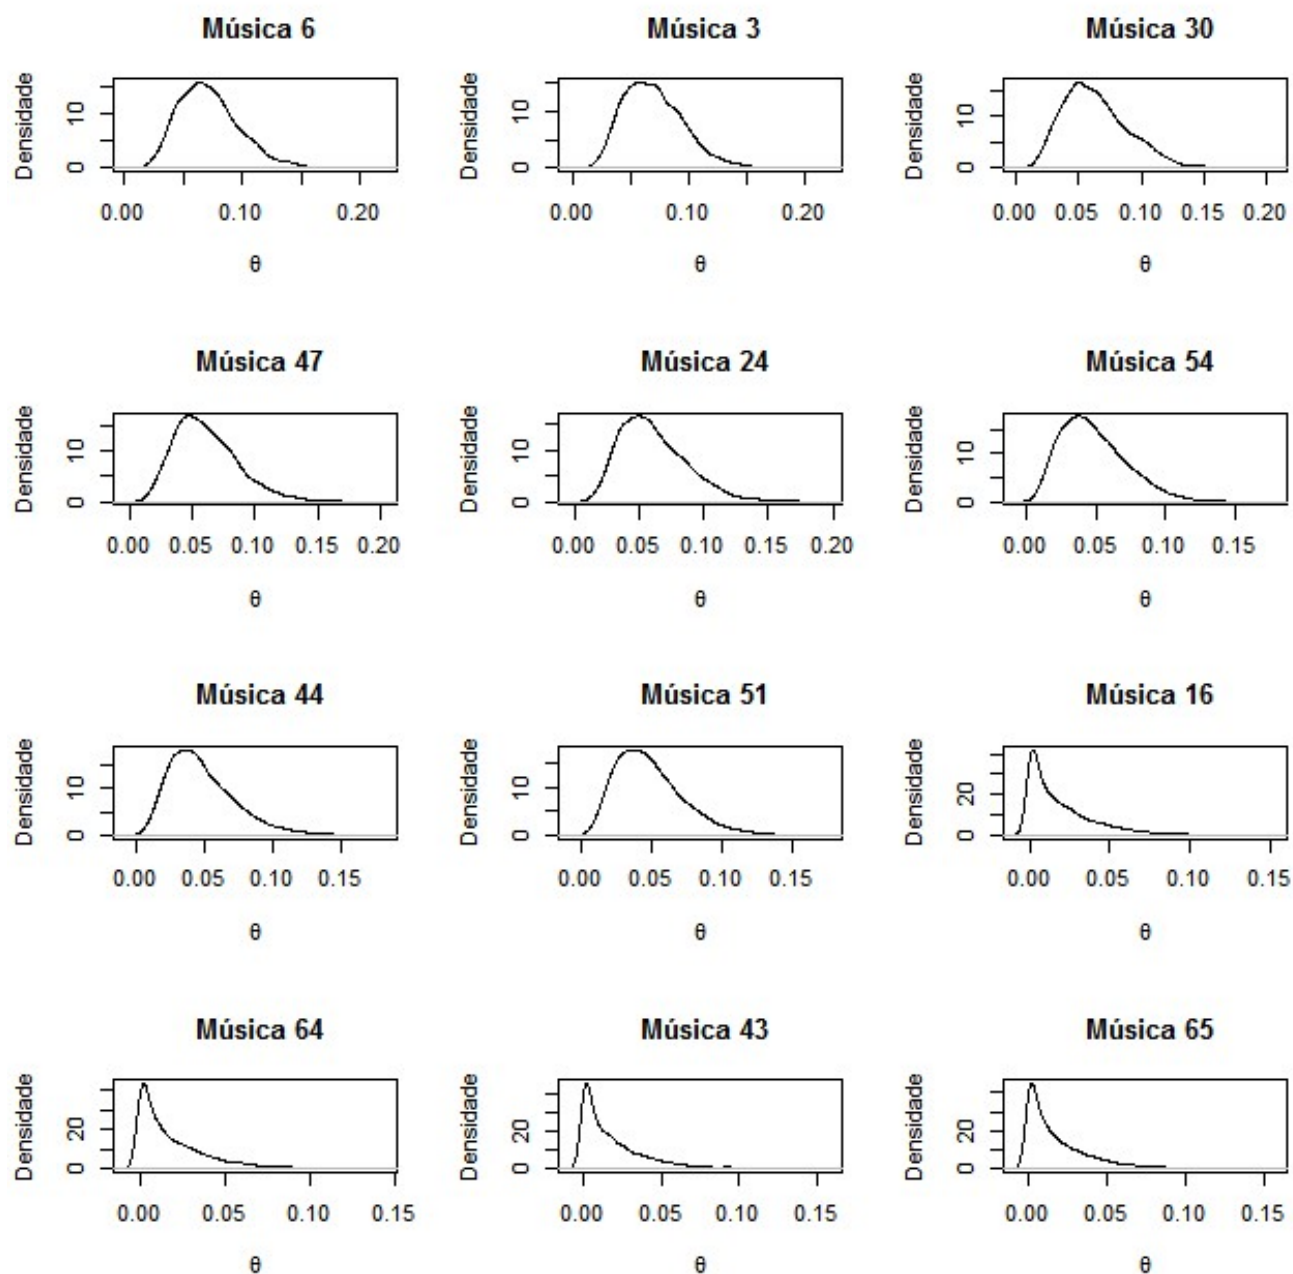 Música 6 Música 3 Música 30
Densidade 0 10 Densidade 0 10 Densidade 0 10
0.00 0.10 0.20 0.00 0.10 0.20 0.00 0.05 0.10 0.15 0.20
θ θ θ
Música 47 Música 24 Música 54
Densidade 0 10 Densidade 0 10 Densidade 0 10
0.00 0.05 0.10 0.15 0.20 0.00 0.05 0.10 0.15 0.20 0.00 0.05 0.10 0.15
θ θ θ
Música 44 Música 51 Música 16
Densidade 0 10 Densidade 0 10 Densidade 0 20
0.00 0.05 0.10 0.15 0.00 0.05 0.10 0.15 0.00 0.05 0.10 0.15
θ θ θ
Música 64 Música 43 Música 65
Densidade 0 20 Densidade 0 20 Densidade 0 20
0.00 0.05 0.10 0.15 0.00 0.05 0.10 0.15 0.00 0.05 0.10 0.15
θ θ θ